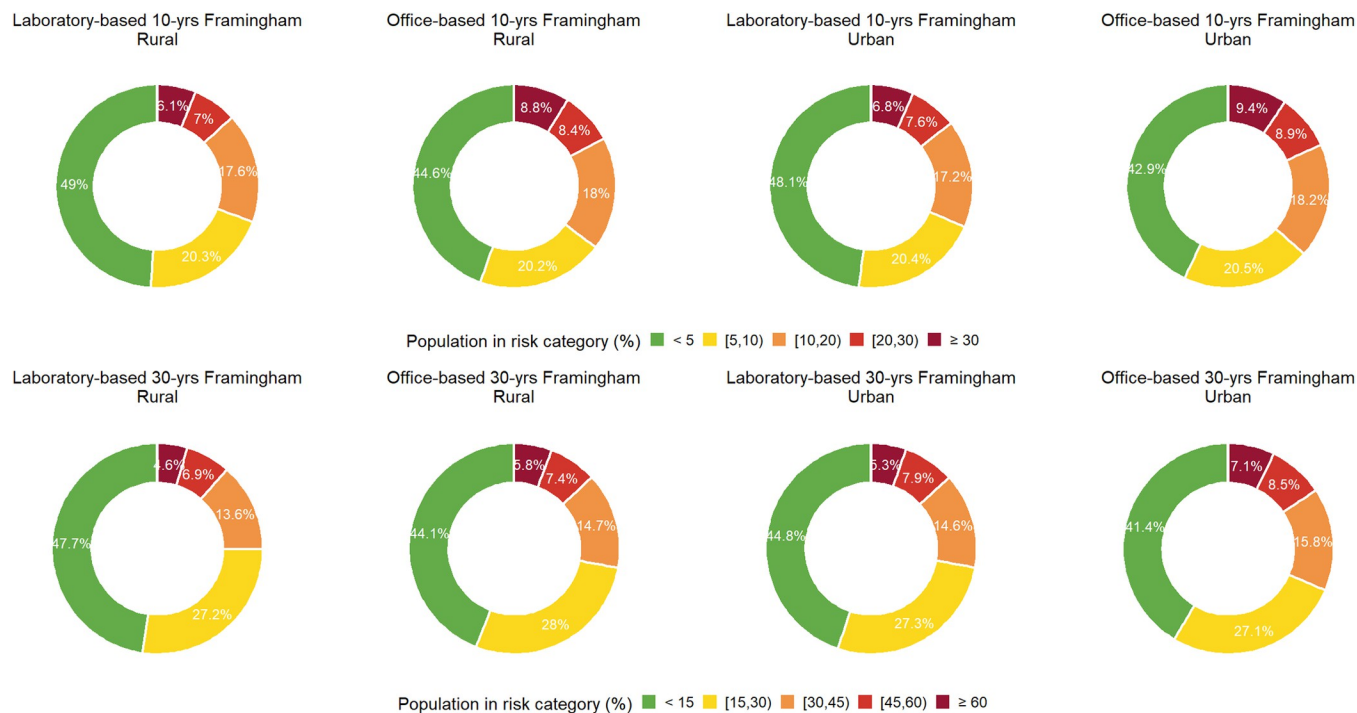 Laboratory-based 10-yrs Framingham
Rural
Office-based 10-yrs Framingham
Rural
Laboratory-based 10-yrs Framingham
Urban
Office-based 10-yrs Framingham
Urban
6.1%
7%
17.6%
20.3%
49%
8.8%
8.4%
18%
20.2%
44.6%
6.8%
7.6%
17.2%
20.4%
48.1%
9.4%
8.9%
18.2%
20.5%
42.9%
Population in risk category (%) < 5 [5,10) [10,20) [20,30) ≥ 30
Laboratory-based 30-yrs Framingham
Rural
Office-based 30-yrs Framingham
Rural
Laboratory-based 30-yrs Framingham
Urban
Office-based 30-yrs Framingham
Urban
4.6%
6.9%
13.6%
27.2%
47.7%
5.8%
7.4%
14.7%
28%
44.1%
5.3%
7.9%
14.6%
27.3%
44.8%
7.1%
8.5%
15.8%
27.1%
41.4%
Population in risk category (%) < 15 [15,30) [30,45) [45,60) ≥ 60